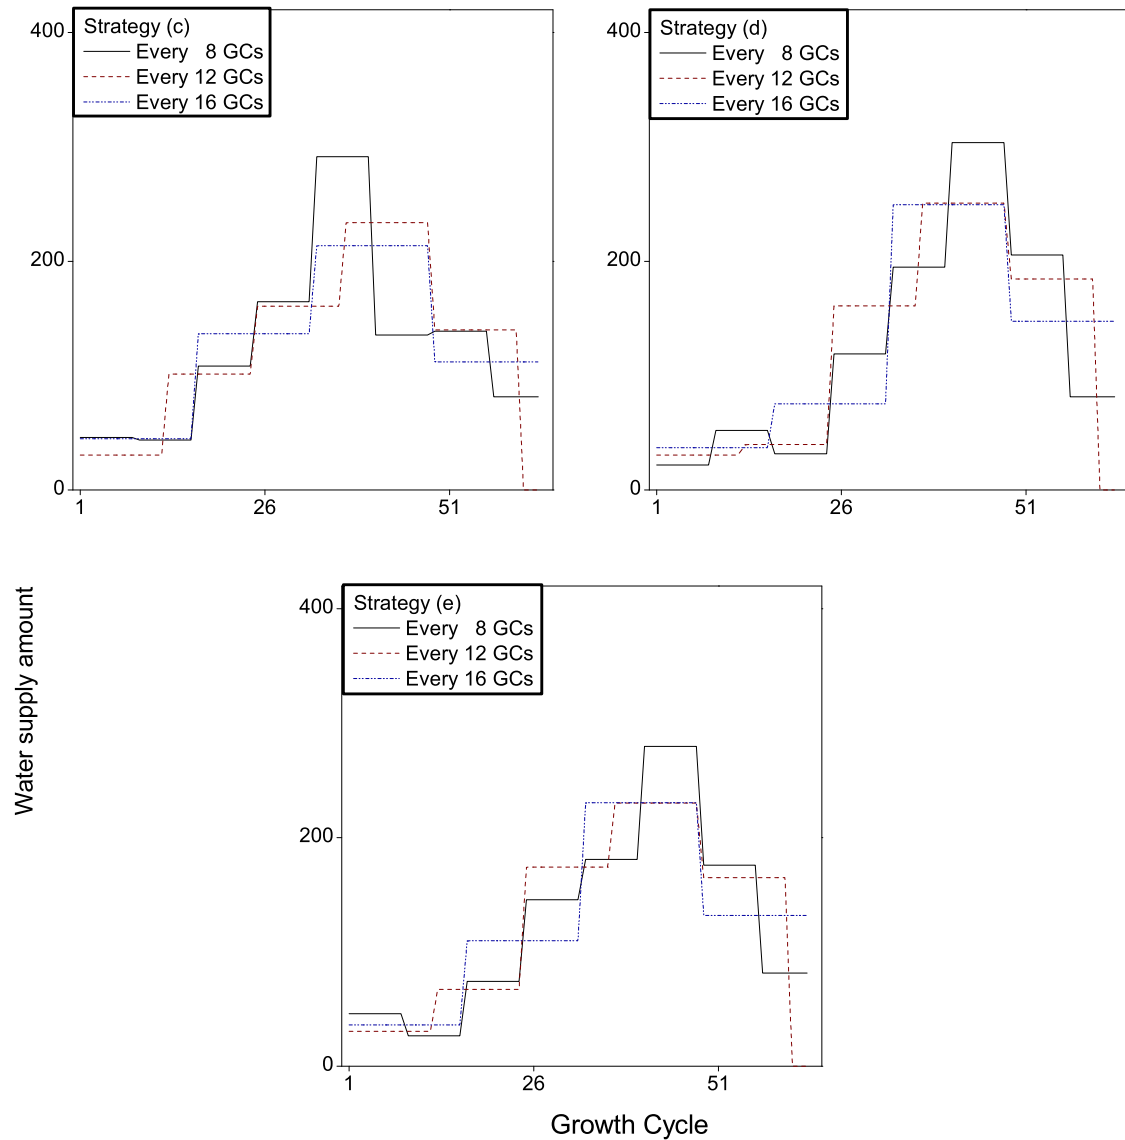 Strategy (c)
Every 8 GCs
Every 12 GCs
Every 16 GCs
400
200
0
1 26 51
Strategy (d)
Every 8 GCs
Every 12 GCs
Every 16 GCs
400
200
0
1 26 51
Strategy (e)
Every 8 GCs
Every 12 GCs
Every 16 GCs
400
200
0
1 26 51
Water supply amount
Growth Cycle